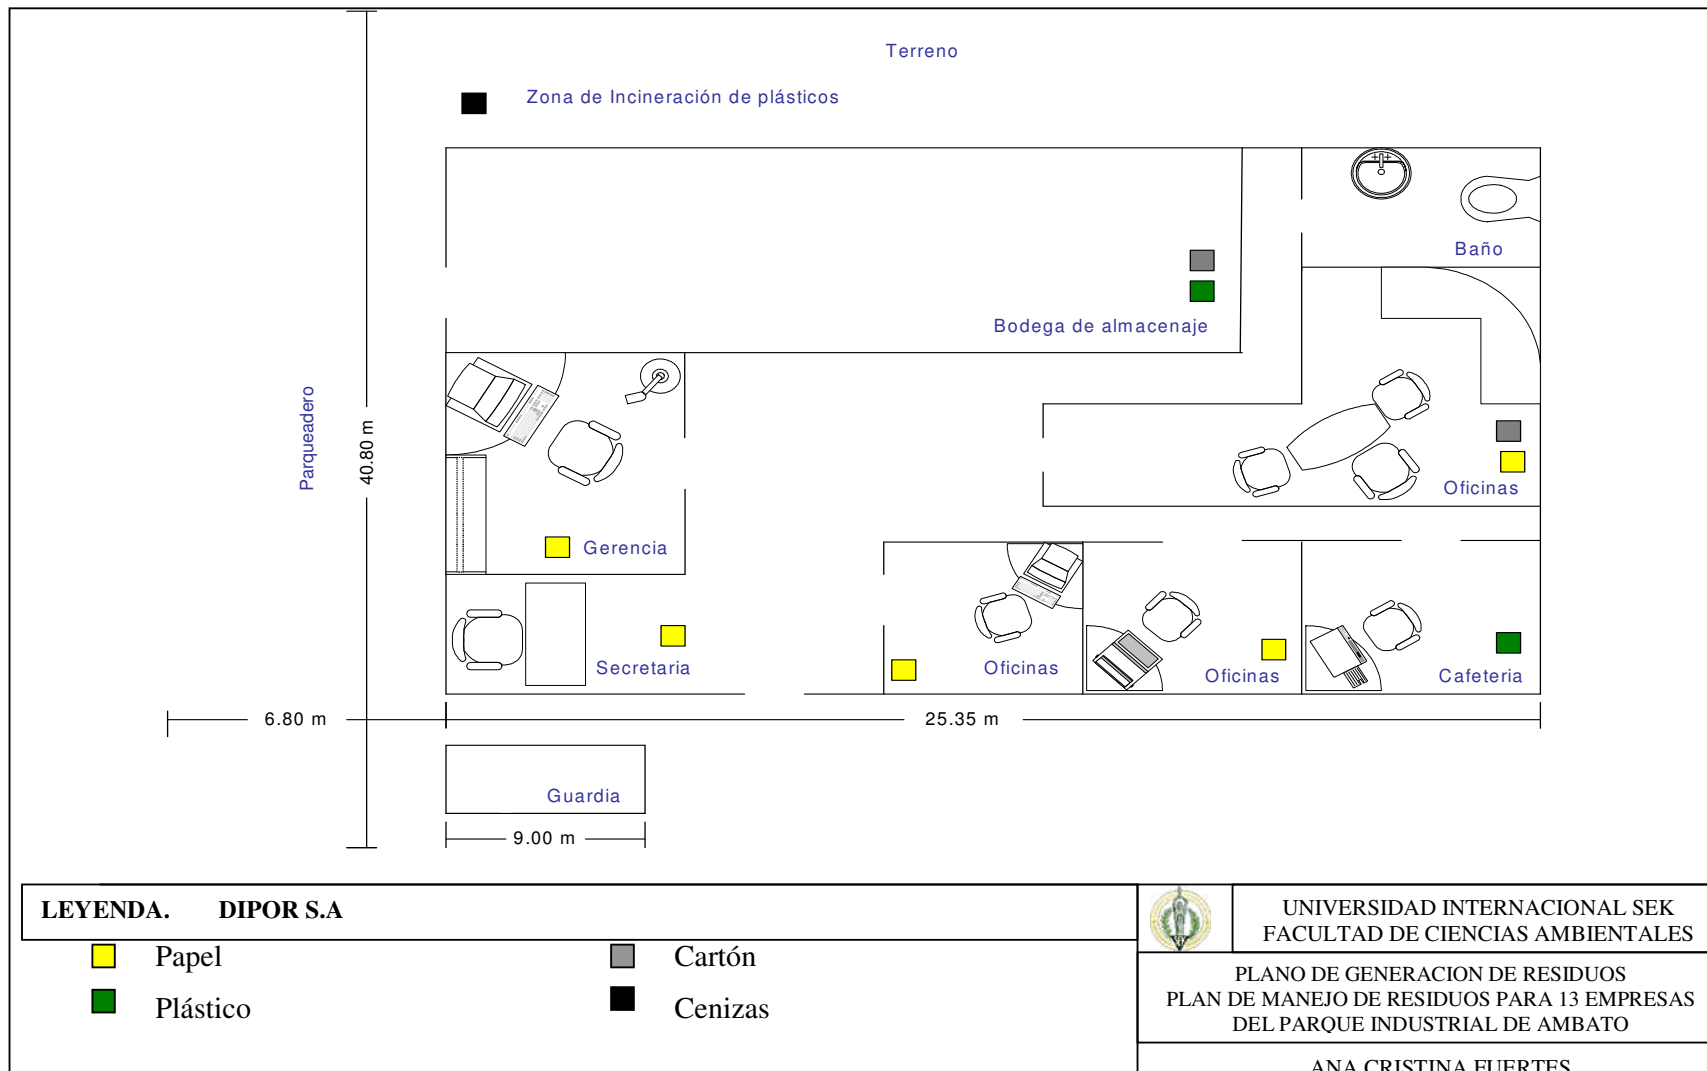 Terreno
Zona de Incineración de plásticos
Baño
Bodega de almacenaje
Parqueadero
40.80 m
Oficinas
Gerencia
Secretaria
Oficinas
Oficinas
Cafeteria
6.80 m
25.35 m
Guardia
9.00 m
LEYENDA. DIPOR S.A
Papel
Cartón
Plástico
Cenizas
UNIVERSIDAD INTERNACIONAL SEK
FACULTAD DE CIENCIAS AMBIENTALES
PLANO DE GENERACION DE RESIDUOS
PLAN DE MANEJO DE RESIDUOS PARA 13 EMPRESAS
DEL PARQUE INDUSTRIAL DE AMBATO
ANA CRISTINA FUERTES